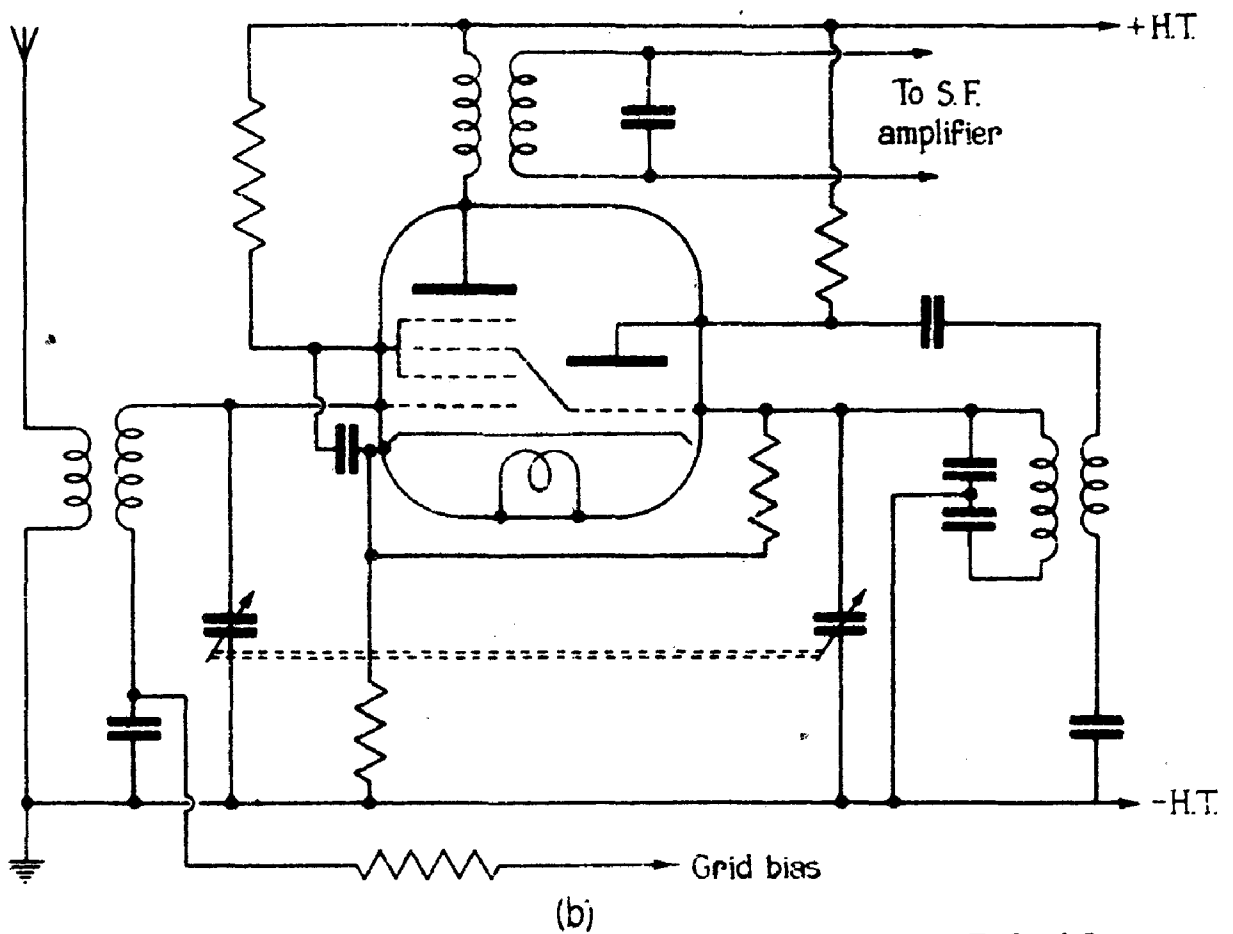 +H.T.
To S.F.
amplifier
-H.T.
Grid bias
(b)